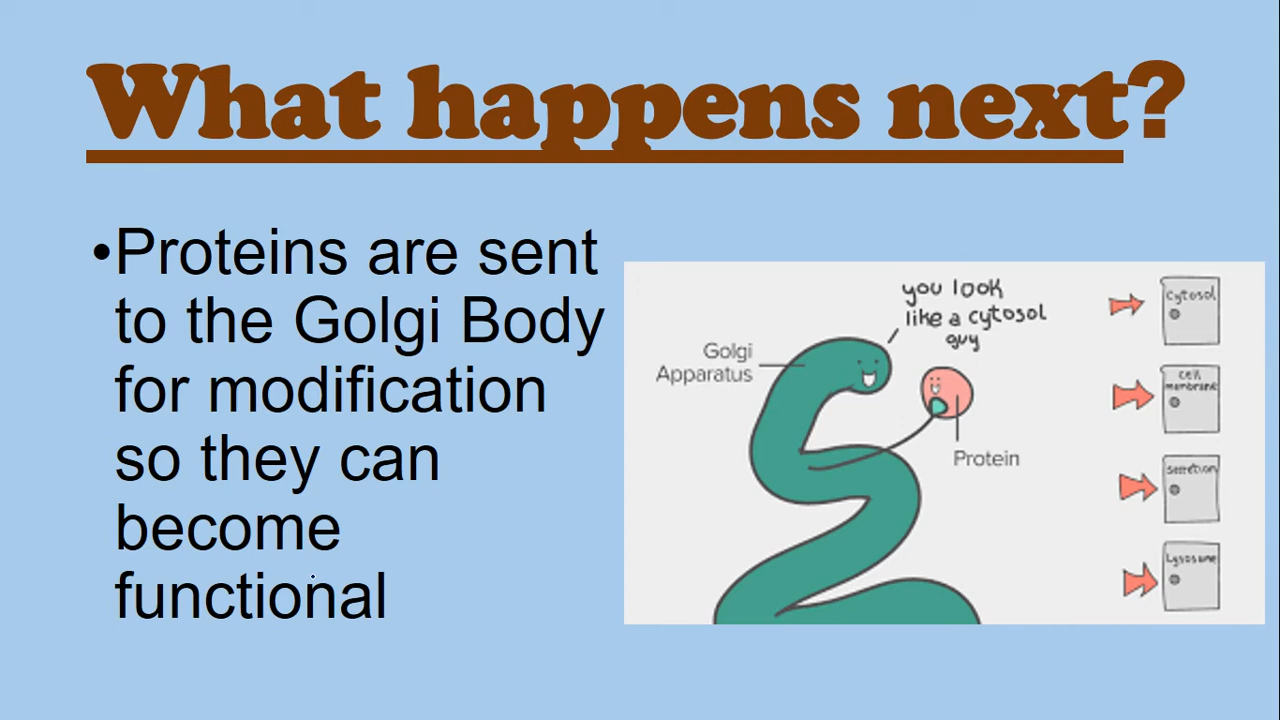 What happens next?
•Proteins are sent
to the Golgi Body
for modification
so they can
become
functional
you look
like a cytosol
guy
Golgi
Apparatus
Protein
cytosol
cell
membrane
secretion
Lysosome